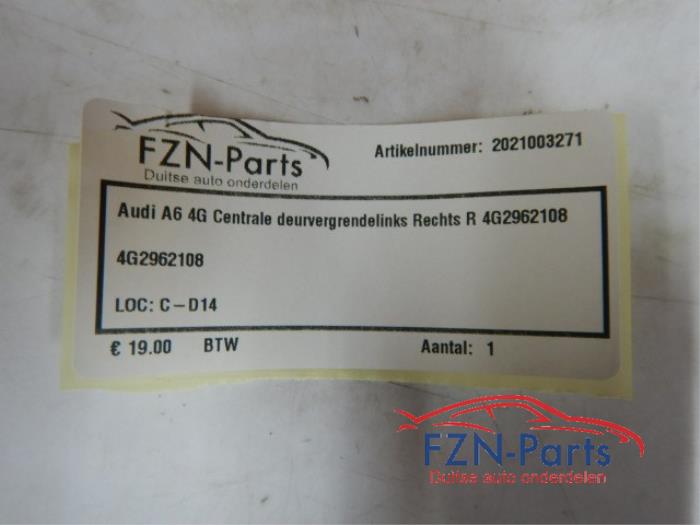 FZN-Parts
Duitse auto onderdelen
Artikelnummer: 2021003271
Audi A6 4G Centrale deurvergrendelinks Rechts R 4G2962108
4G2962108
LOC: C-D14
€ 19.00 BTW Aantal: 1
FZN-Parts
Duitse auto onderdelen